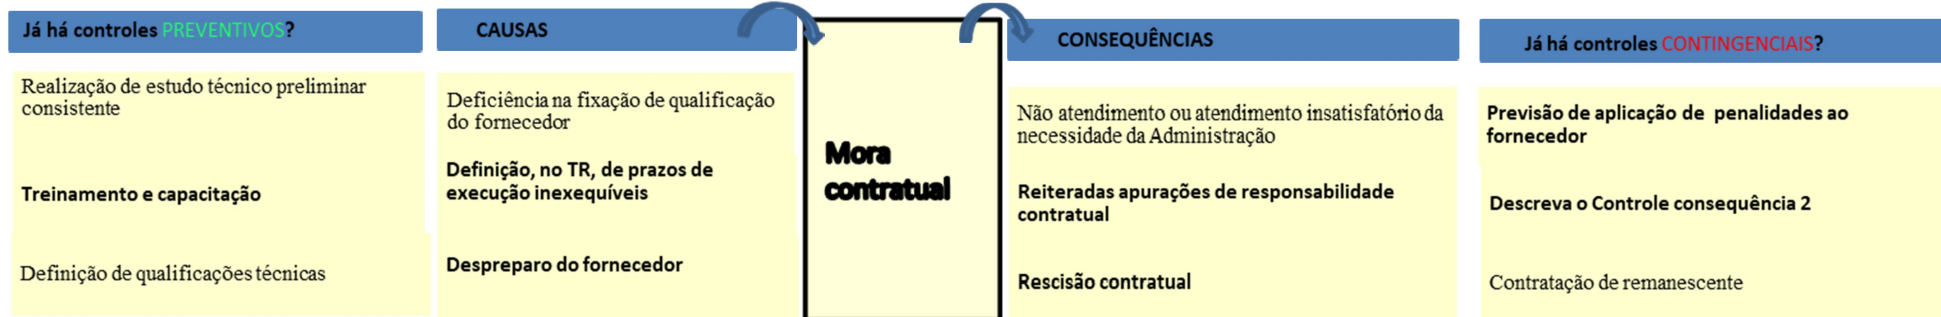 Já há controles PREVENTIVOS?
Realização de estudo técnico preliminar
consistente
Treinamento e capacitação
Definição de qualificações técnicas
CAUSAS
Deficiência na fixação de qualificação
do fornecedor
Definição, no TR, de prazos de
execução inexequíveis
Despreparo do fornecedor
Mora
contratual
CONSEQUÊNCIAS
Não atendimento ou atendimento insatisfatório da
necessidade da Administração
Reiteradas apurações de responsabilidade
contratual
Rescisão contratual
Já há controles CONTINGENCIAIS?
Previsão de aplicação de penalidades ao
fornecedor
Descreva o Controle consequência 2
Contratação de remanescente